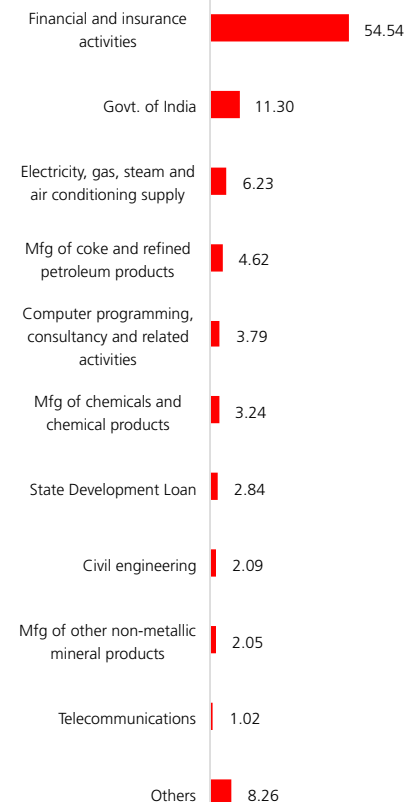 Financial and insurance
activities
54.54
Govt. of India
11.30
Electricity, gas, steam and
air conditioning supply
6.23
Mfg of coke and refined
petroleum products
4.62
Computer programming,
consultancy and related
activities
3.79
Mfg of chemicals and
chemical products
3.24
State Development Loan
2.84
Civil engineering
2.09
Mfg of other non-metallic
mineral products
2.05
Telecommunications
1.02
Others
8.26